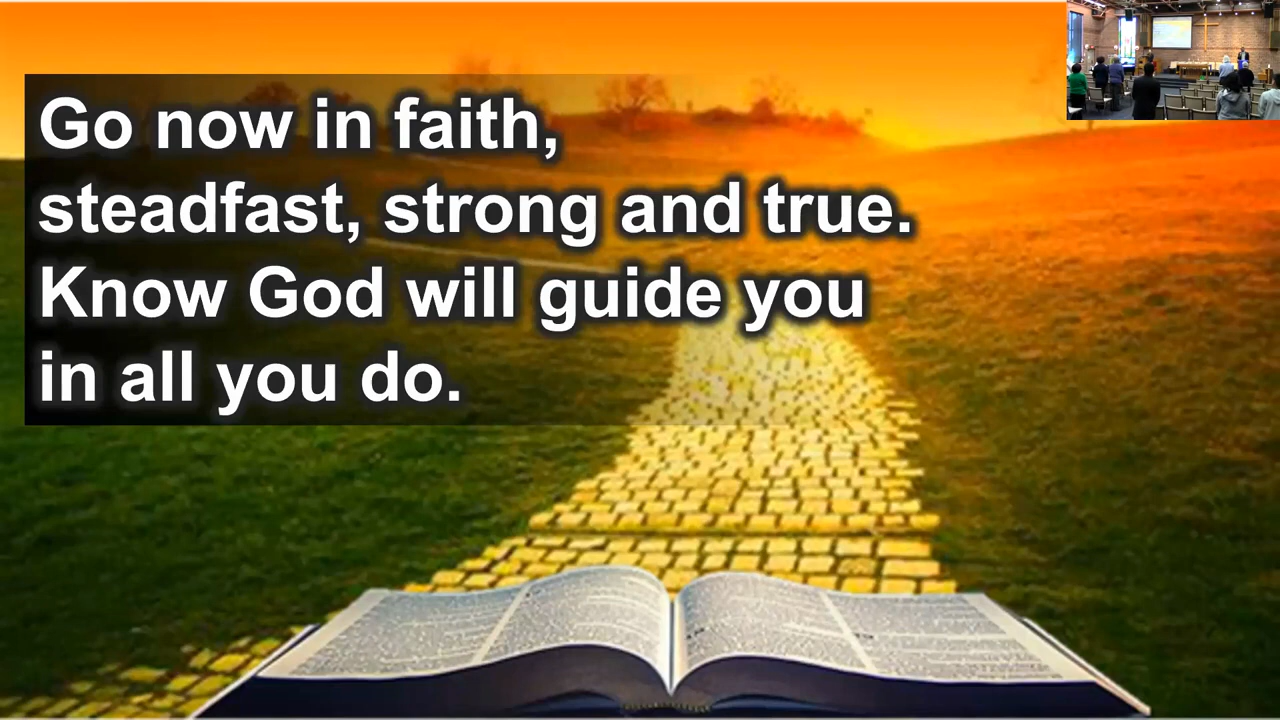 Go now in faith,
steadfast, strong and true.
Know God will guide you
in all you do.